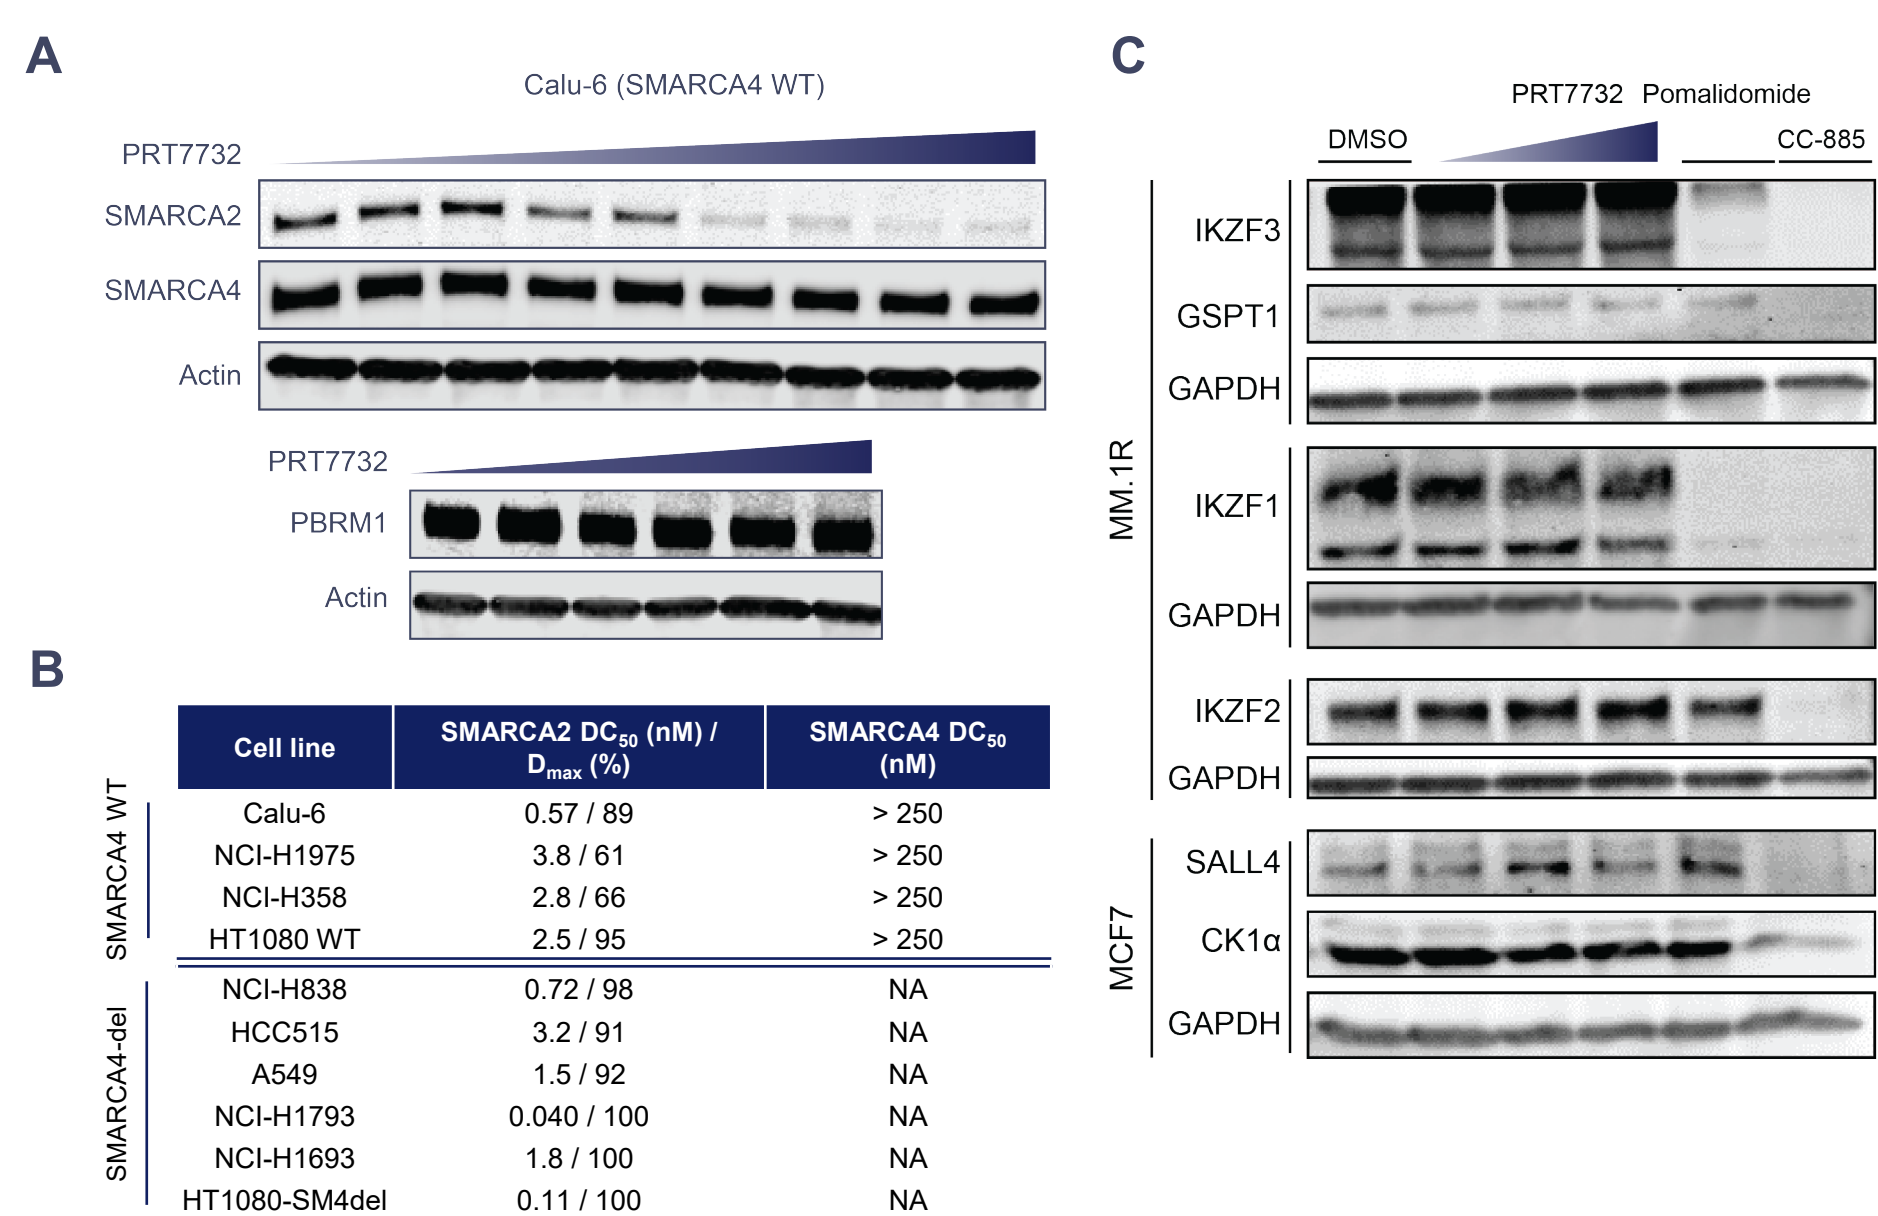 A
Calu-6 (SMARCA4 WT)
PRT7732
SMARCA2
SMARCA4
Actin
PRT7732
PBRM1
Actin
B
Cell line SMARCA2 DC50 (nM) / Dmax (%) SMARCA4 DC50 (nM)
SMARCA4 WT
Calu-6 0.57 / 89 > 250
NCI-H1975 3.8 / 61 > 250
NCI-H358 2.8 / 66 > 250
HT1080 WT 2.5 / 95 > 250
SMARCA4-del
NCI-H838 0.72 / 98 NA
HCC515 3.2 / 91 NA
A549 1.5 / 92 NA
NCI-H1793 0.040 / 100 NA
NCI-H1693 1.8 / 100 NA
HT1080-SM4del 0.11 / 100 NA
C
PRT7732 Pomalidomide
DMSO CC-885
MM.1R
IKZF3
GSPT1
GAPDH
IKZF1
GAPDH
IKZF2
GAPDH
MCF7
SALL4
CK1α
GAPDH